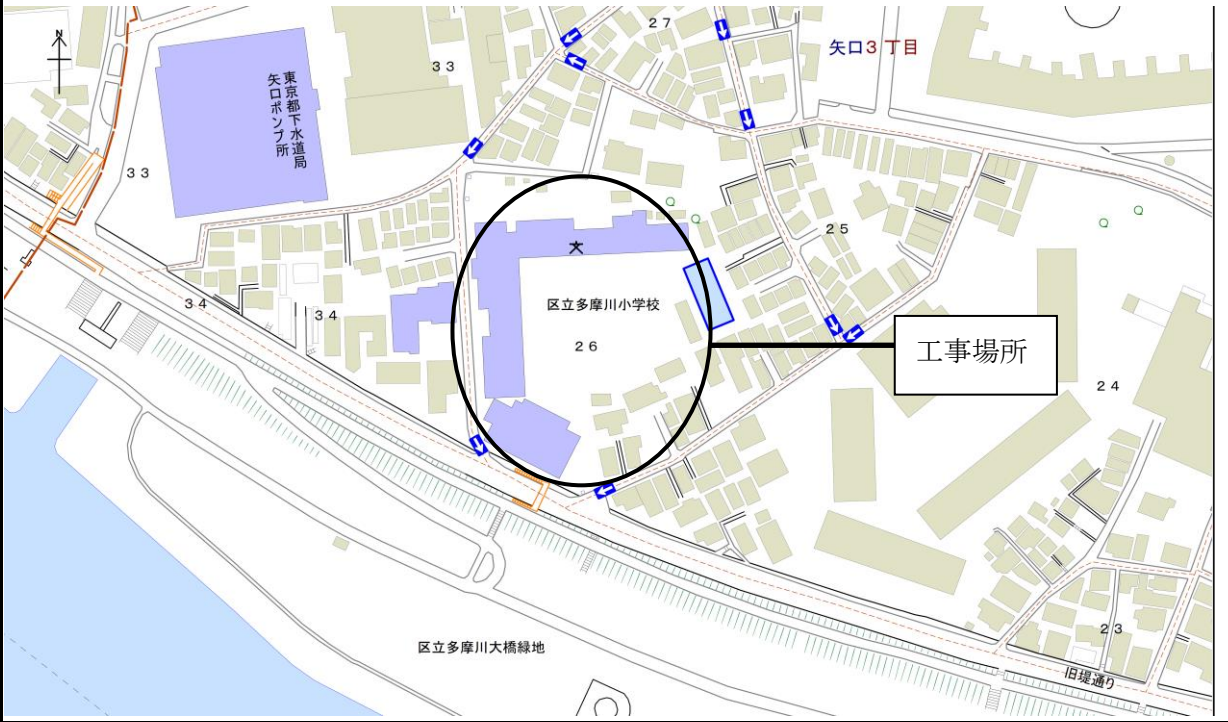 N
27
矢口3丁目
33
東京都下水道局
矢口ポンプ所
33
25
文
区立多摩川小学校
34
34
26
工事場所
24
23
区立多摩川大橋緑地
旧堤通り